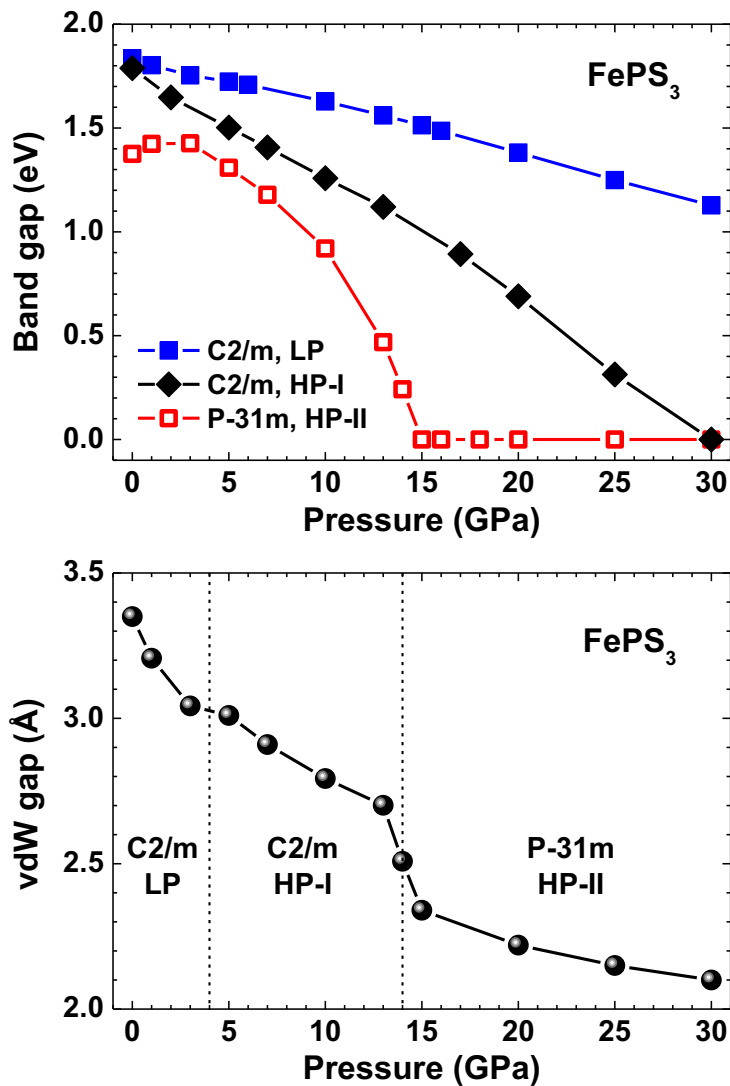 FePS₃
Band gap (eV)
2.0
1.5
1.0
0.5
0.0
C2/m, LP
C2/m, HP-I
P-31m, HP-II
0 5 10 15 20 25 30
Pressure (GPa)
FePS₃
vdW gap (Å)
3.5
3.0
2.5
2.0
C2/m
LP
C2/m
HP-I
P-31m
HP-II
0 5 10 15 20 25 30
Pressure (GPa)